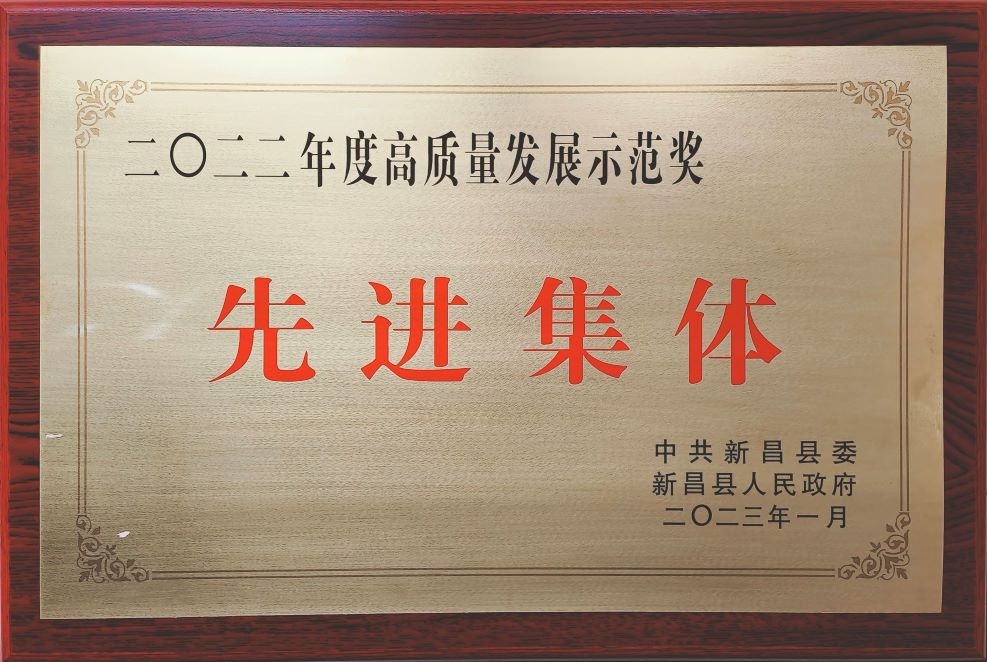 二〇二二年度高质量发展示范奖
先进集体
中共新昌县委
新昌县人民政府
二〇二三年一月